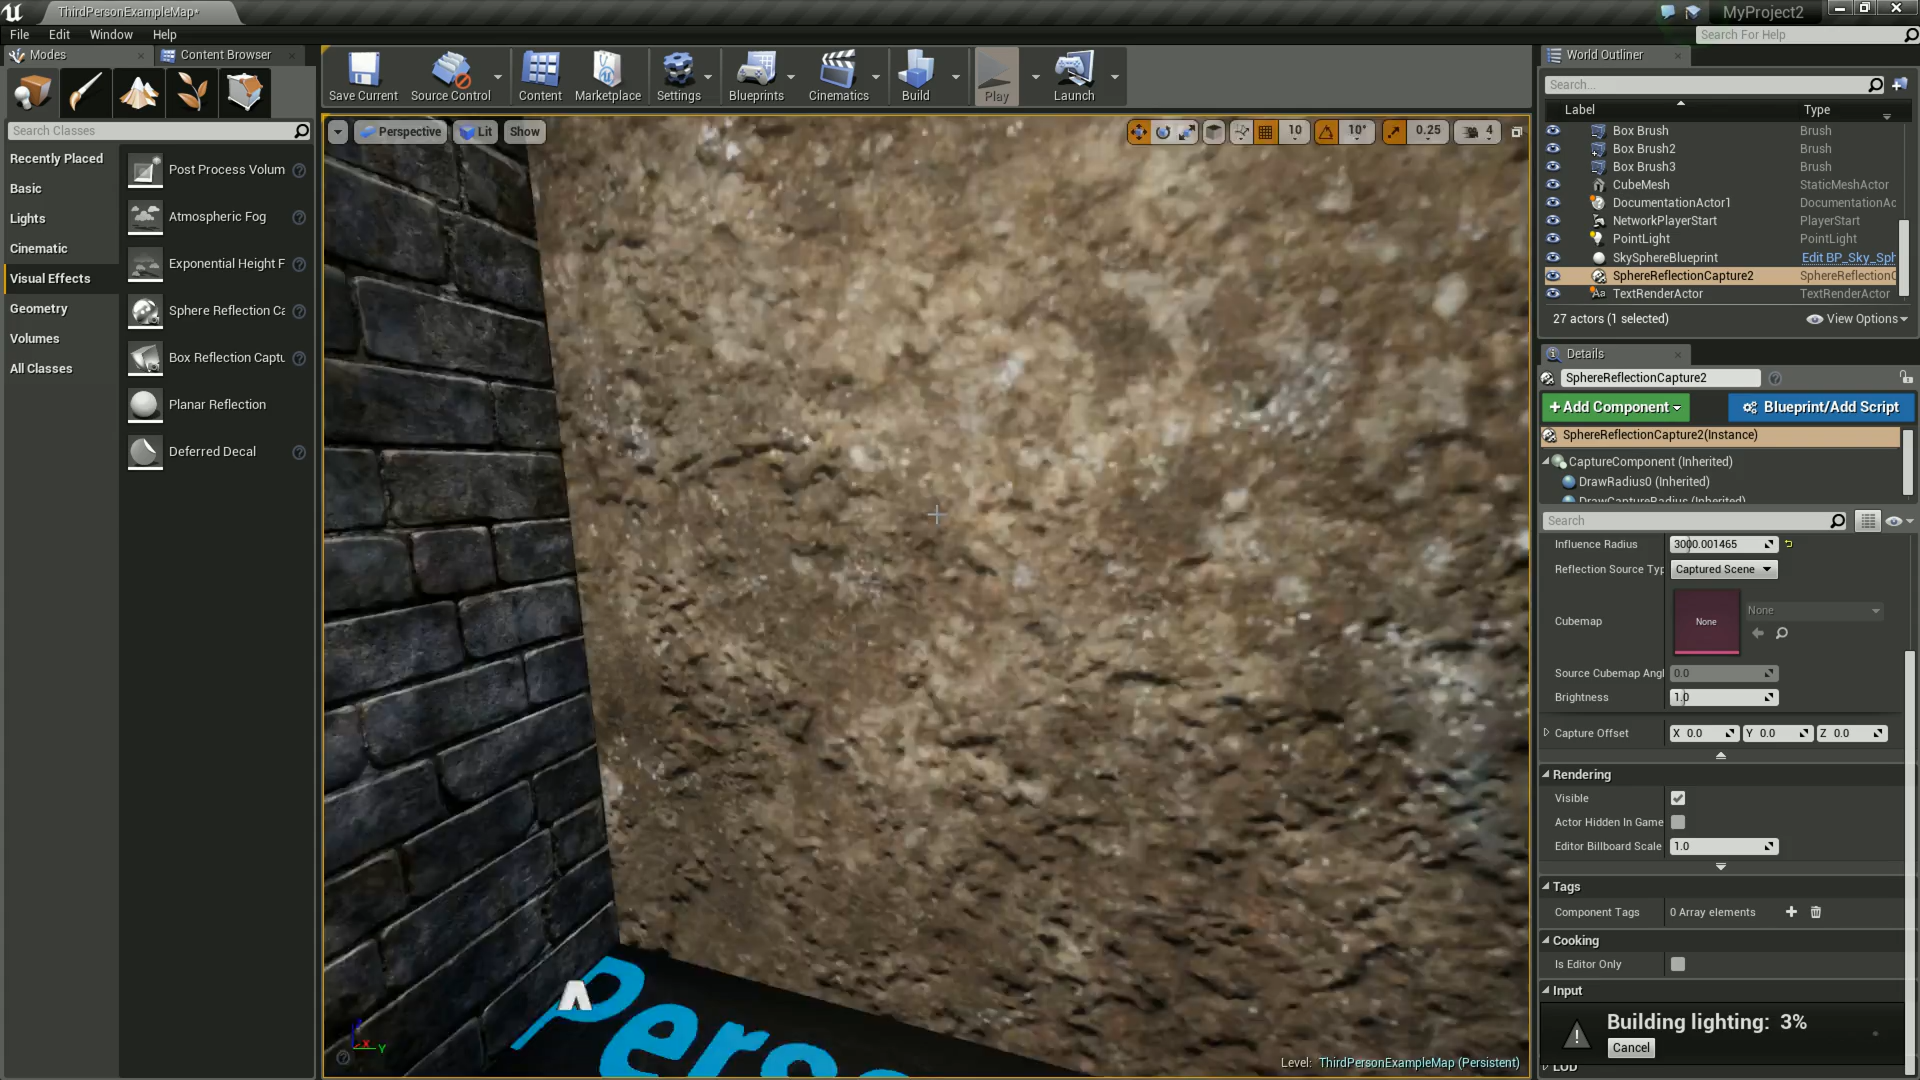 ThirdPersonExampleMap*
MyProject2
File Edit Window Help
Search For Help
Modes
Content Browser
Save Current
Source Control
Content
Marketplace
Settings
Blueprints
Cinematics
Build
Play
Launch
World Outliner
Search...
Label
Type
Search Classes
Perspective
Lit
Show
10
10°
0.25
4
Recently Placed
Basic
Lights
Cinematic
Visual Effects
Geometry
Volumes
All Classes
Post Process Volum
Atmospheric Fog
Exponential Height F
Sphere Reflection Ca
Box Reflection Captu
Planar Reflection
Deferred Decal
Box Brush Brush
Box Brush2 Brush
Box Brush3 Brush
CubeMesh StaticMeshActor
DocumentationActor1 DocumentationAc
NetworkPlayerStart PlayerStart
PointLight PointLight
SkySphereBlueprint Edit BP_Sky_Sph
SphereReflectionCapture2 SphereReflectionC
TextRenderActor TextRenderActor
27 actors (1 selected)
View Options
Details
SphereReflectionCapture2
+Add Component
Blueprint/Add Script
SphereReflectionCapture2(Instance)
CaptureComponent (Inherited)
DrawRadius0 (Inherited)
DrawCaptureRadius (Inherited)
Search
Influence Radius 3000.001465
Reflection Source Typ Captured Scene
Cubemap None None
Source Cubemap Angl 0.0
Brightness 1.0
Capture Offset X 0.0 Y 0.0 Z 0.0
Rendering
Visible
Actor Hidden In Game
Editor Billboard Scale 1.0
Tags
Component Tags 0 Array elements
Cooking
Is Editor Only
Input
Building lighting: 3%
Cancel
LOD
Perso
Z
X
Y
Level: ThirdPersonExampleMap (Persistent)